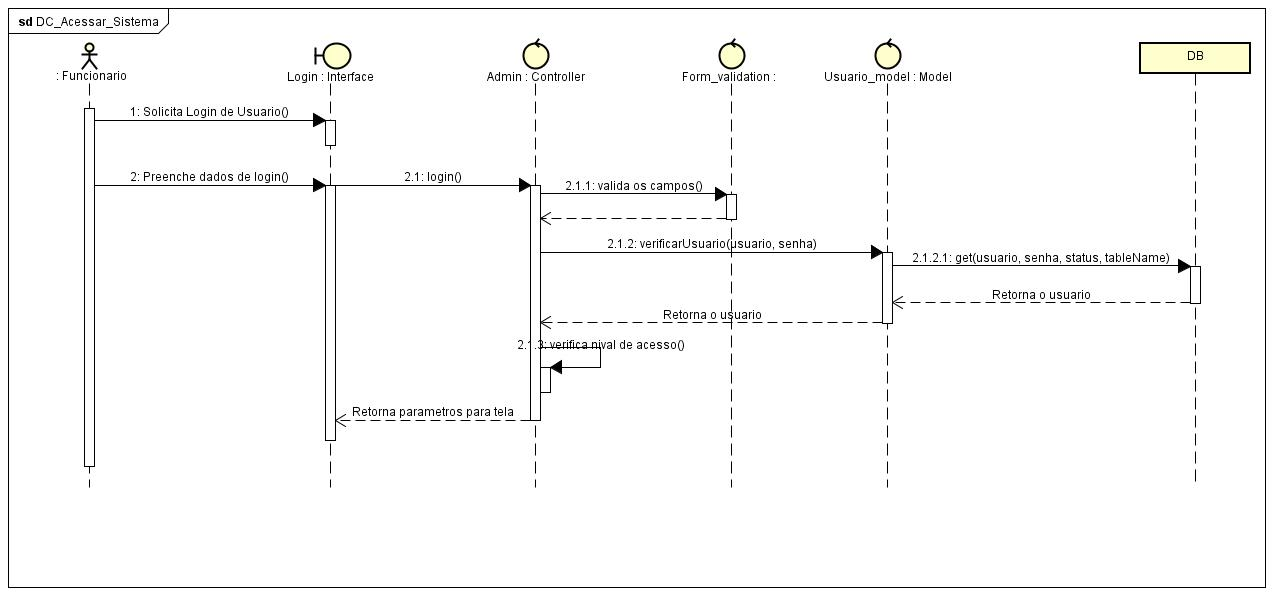 sd DC_Acessar_Sistema
: Funcionario
Login : Interface
Admin : Controller
Form_validation :
Usuario_model : Model
DB
1: Solicita Login de Usuario()
2: Preenche dados de login()
2.1: login()
2.1.1: valida os campos()
2.1.2: verificarUsuario(usuario, senha)
2.1.2.1: get(usuario, senha, status, tableName)
Retorna o usuario
Retorna o usuario
2.1.3: verifica nival de acesso()
Retorna parametros para tela